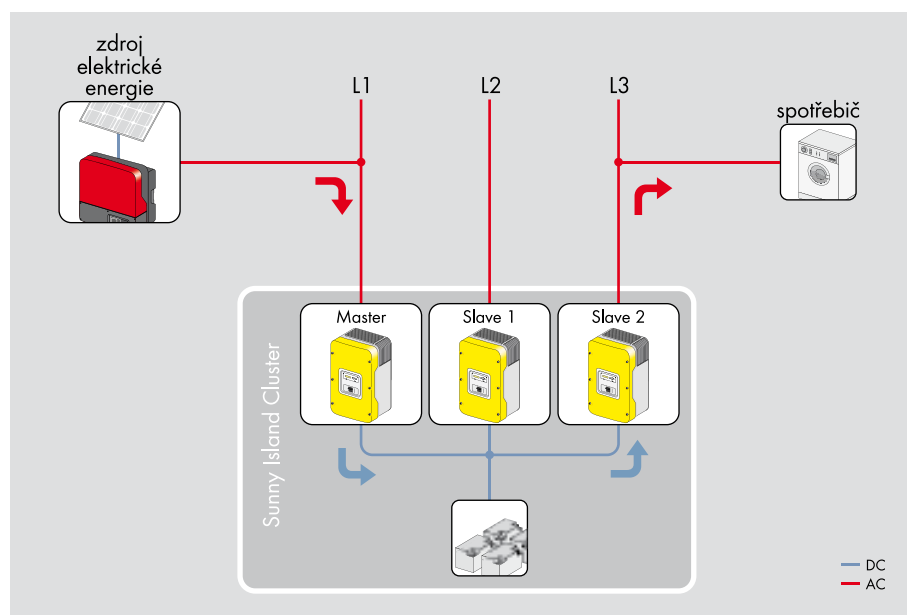 zdroj
elektrické
energie
L1
L2
L3
spotřebič
Master
Slave 1
Slave 2
Sunny Island Cluster
DC
AC